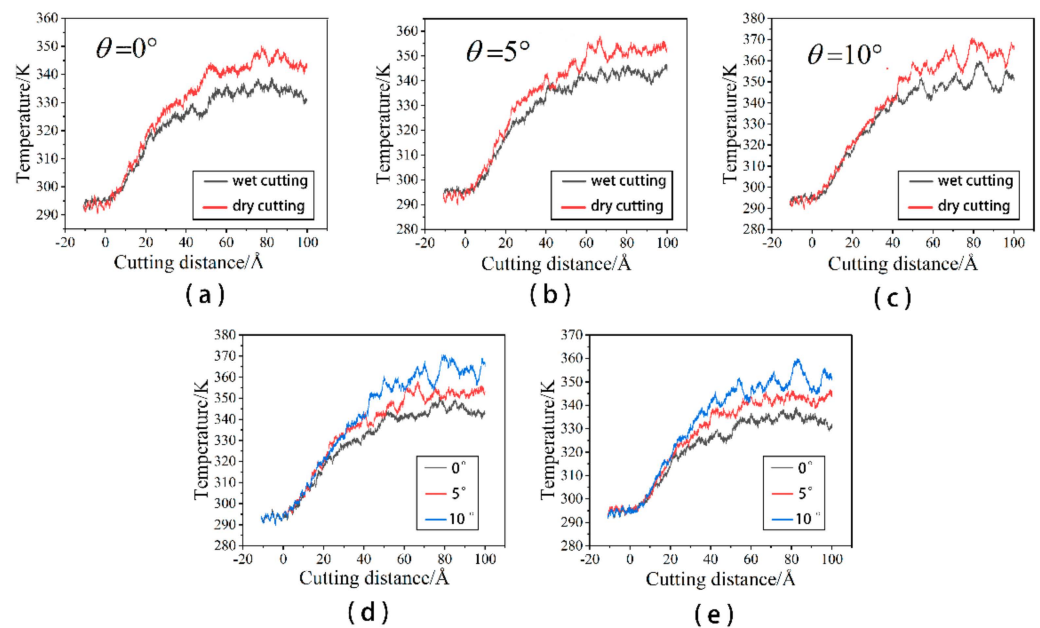 θ=0°
Temperature/K
360
350
340
330
320
310
300
290
-20 0 20 40 60 80 100
Cutting distance/Å
wet cutting
dry cutting
(a)
θ=5°
Temperature/K
360
350
340
330
320
310
300
290
280
-20 0 20 40 60 80 100
Cutting distance/Å
wet cutting
dry cutting
(b)
θ=10°
Temperature/K
380
370
360
350
340
330
320
310
300
290
280
-20 0 20 40 60 80 100
Cutting distance/Å
wet cutting
dry cutting
(c)
Temperature/K
380
370
360
350
340
330
320
310
300
290
280
-20 0 20 40 60 80 100
Cutting distance/Å
0°
5°
10°
(d)
Temperature/K
370
360
350
340
330
320
310
300
290
280
-20 0 20 40 60 80 100
Cutting distance/Å
0°
5°
10°
(e)